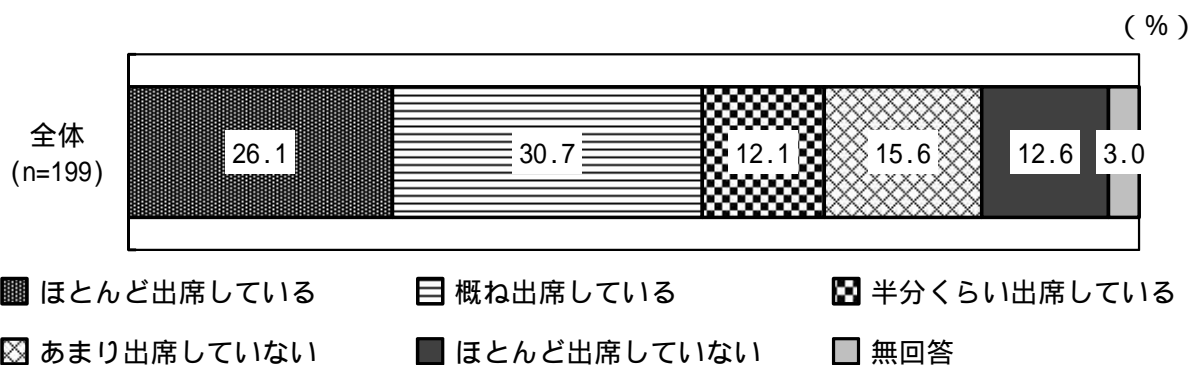 (%)
全体
(n=199)
26.1 30.7 12.1 15.6 12.6 3.0
ほとんど出席している 概ね出席している 半分くらい出席している
あまり出席していない ほとんど出席していない 無回答